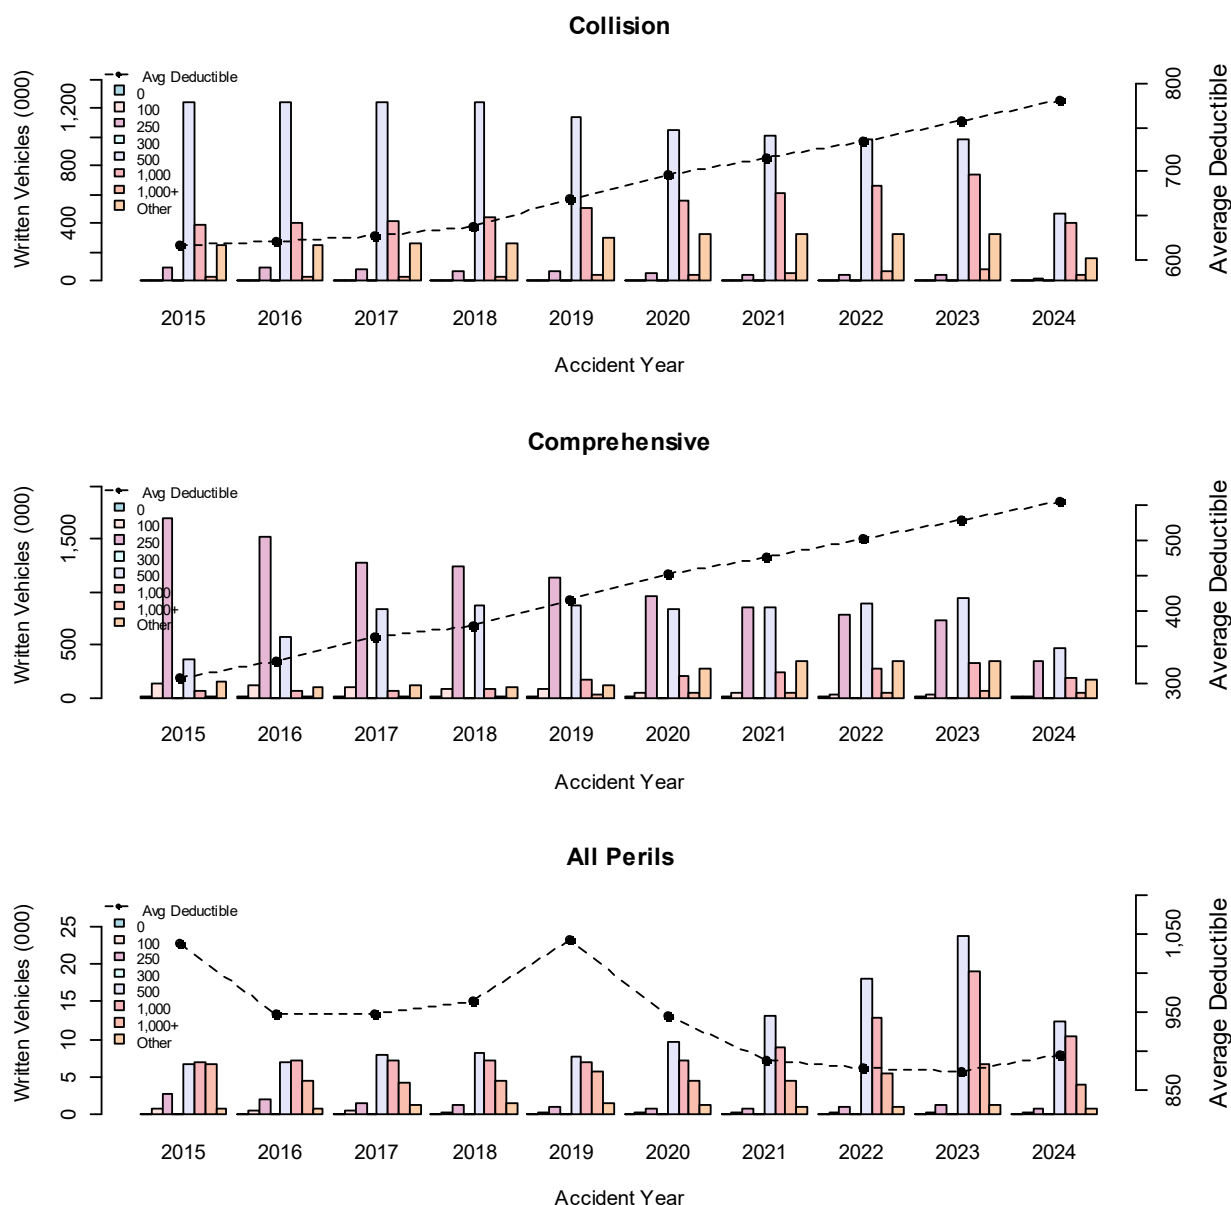 Collision
Written Vehicles (000)
0 400 800 1,200
Avg Deductible
0
100
250
300
500
1,000
1,000+
Other
600 700 800
Average Deductible
2015 2016 2017 2018 2019 2020 2021 2022 2023 2024
Accident Year
Comprehensive
Written Vehicles (000)
0 500 1,500
Avg Deductible
0
100
250
300
500
1,000
1,000+
Other
300 400 500
Average Deductible
2015 2016 2017 2018 2019 2020 2021 2022 2023 2024
Accident Year
All Perils
Written Vehicles (000)
0 5 10 15 20 25
Avg Deductible
0
100
250
300
500
1,000
1,000+
Other
850 950 1,050
Average Deductible
2015 2016 2017 2018 2019 2020 2021 2022 2023 2024
Accident Year